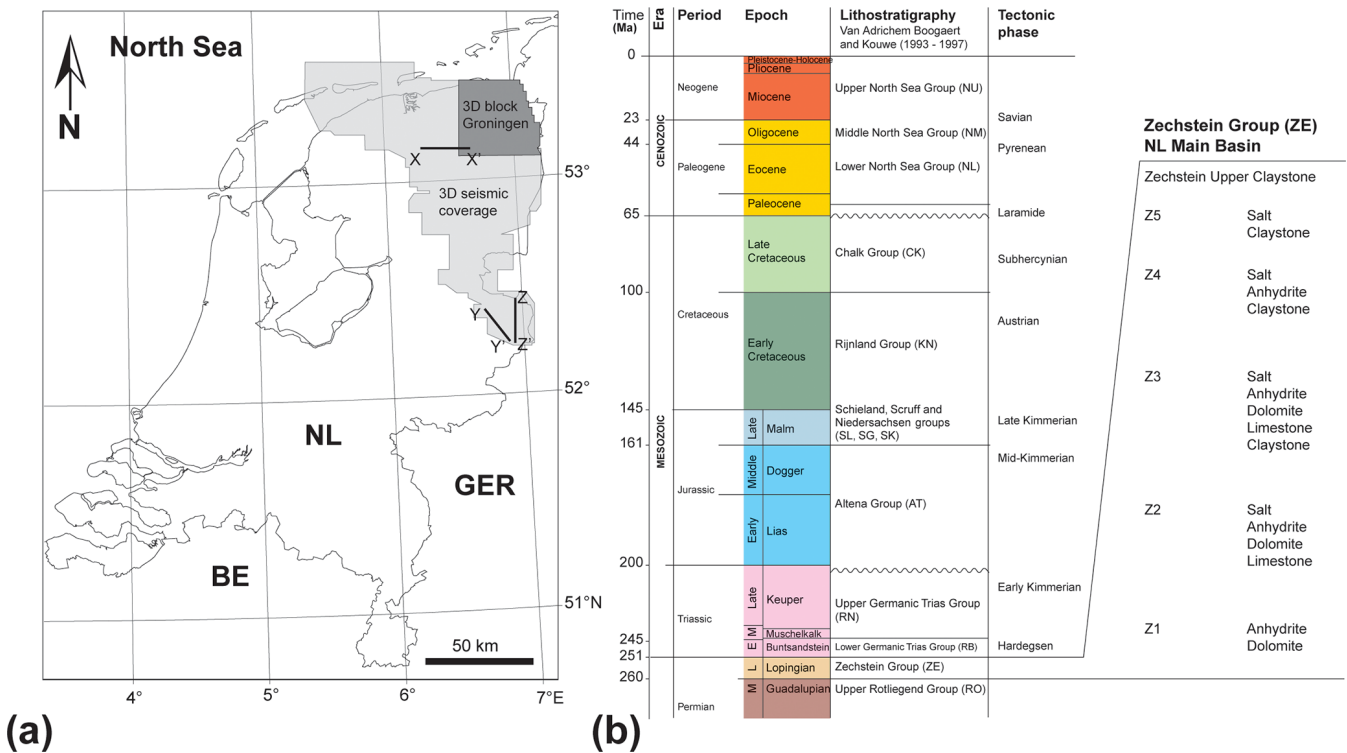 North Sea
N
3D block
Groningen
X X'
3D seismic
coverage
Y
Y'
Z
Z'
NL
GER
BE
53°
52°
51°N
50 km
4° 5° 6° 7°E
(a)
(b)
Time
(Ma)
Era
Period
Epoch
Lithostratigraphy
Van Adrichem Boogaert
and Kouwe (1993 - 1997)
Tectonic
phase
0
23
44
65
100
145
161
200
245
251
260
CENOZOIC
MESOZOIC
Neogene
Paleogene
Cretaceous
Jurassic
Triassic
Permian
Pleistocene-Holocene
Pliocene
Miocene
Oligocene
Eocene
Paleocene
Late
Cretaceous
Early
Cretaceous
Late
Malm
Middle
Dogger
Early
Lias
Late
Keuper
M
Muschelkalk
E
Buntsandstein
L
Lopingian
M
Guadalupian
Upper North Sea Group (NU)
Middle North Sea Group (NM)
Lower North Sea Group (NL)
Chalk Group (CK)
Rijnland Group (KN)
Schieland, Scruff and
Niedersachsen groups
(SL, SG, SK)
Altena Group (AT)
Upper Germanic Trias Group
(RN)
Lower Germanic Trias Group (RB)
Zechstein Group (ZE)
Upper Rotliegend Group (RO)
Savian
Pyrenean
Laramide
Subhercynian
Austrian
Late Kimmerian
Mid-Kimmerian
Early Kimmerian
Hardegsen
Zechstein Group (ZE)
NL Main Basin
Zechstein Upper Claystone
Z5 Salt
Claystone
Z4 Salt
Anhydrite
Claystone
Z3 Salt
Anhydrite
Dolomite
Limestone
Claystone
Z2 Salt
Anhydrite
Dolomite
Limestone
Z1 Anhydrite
Dolomite